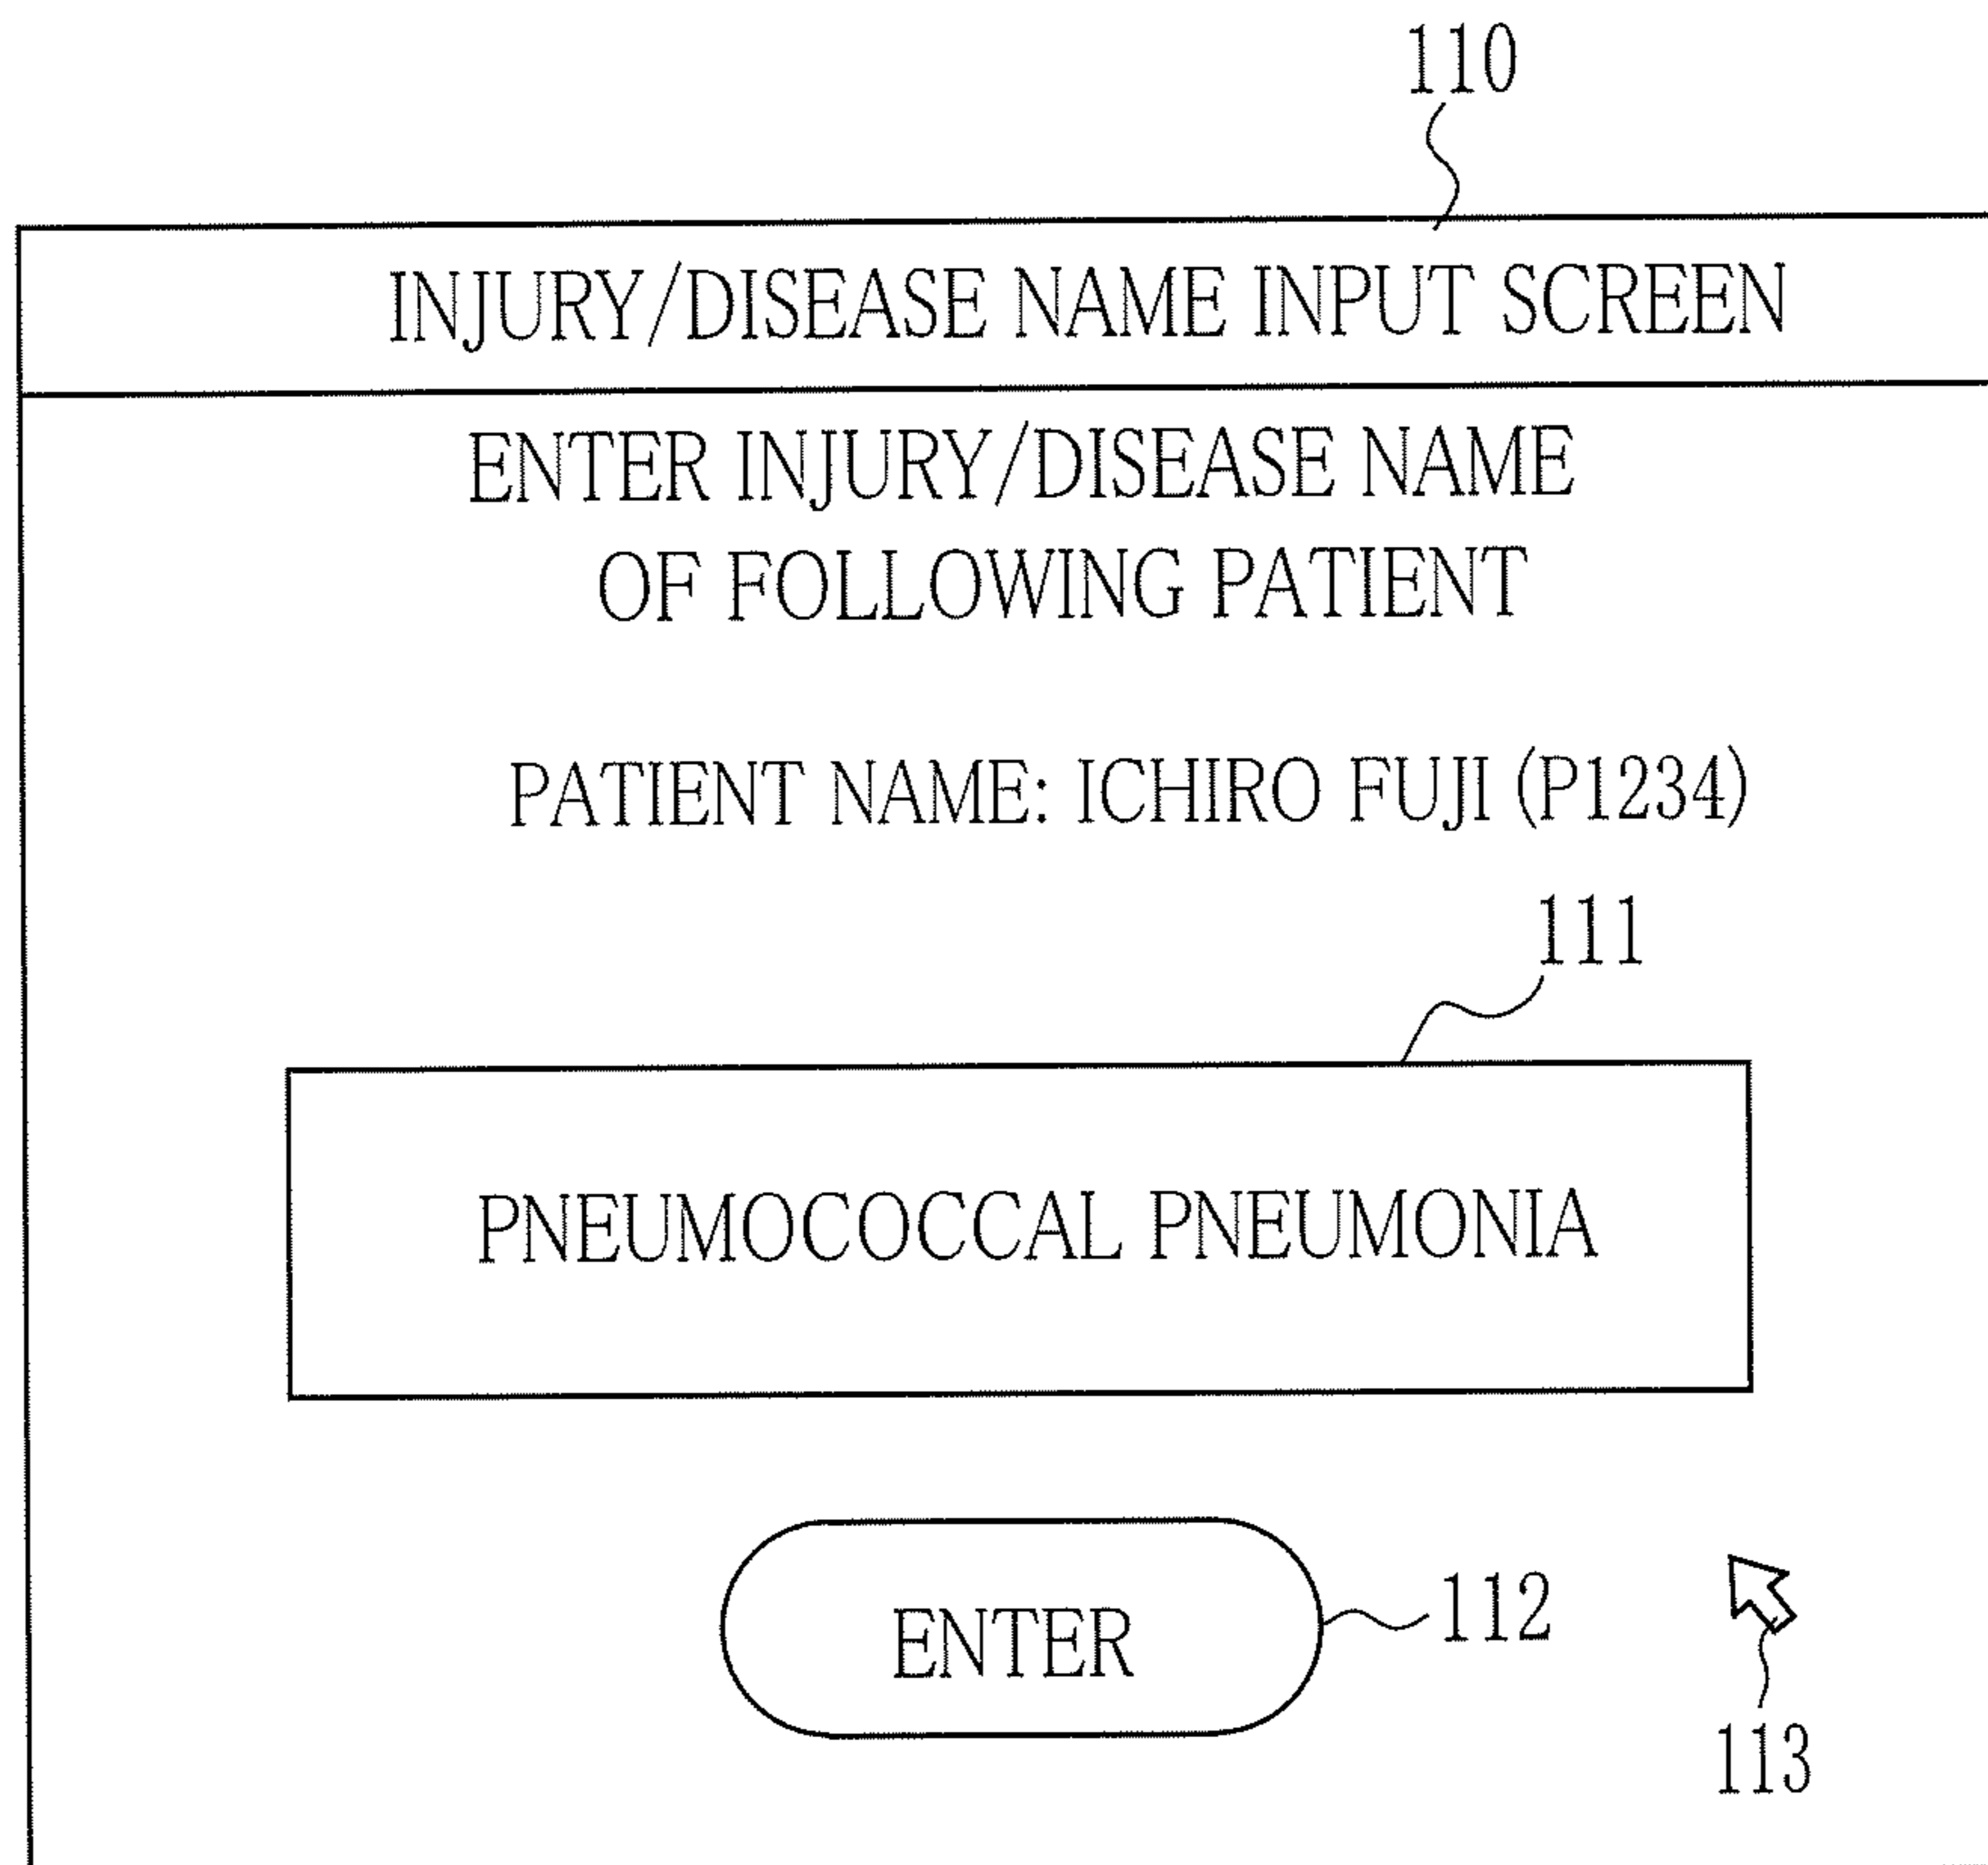 110
INJURY/DISEASE NAME INPUT SCREEN
ENTER INJURY/DISEASE NAME
OF FOLLOWING PATIENT
PATIENT NAME: ICHIRO FUJI (P1234)
111
PNEUMOCOCCAL PNEUMONIA
ENTER
112
113